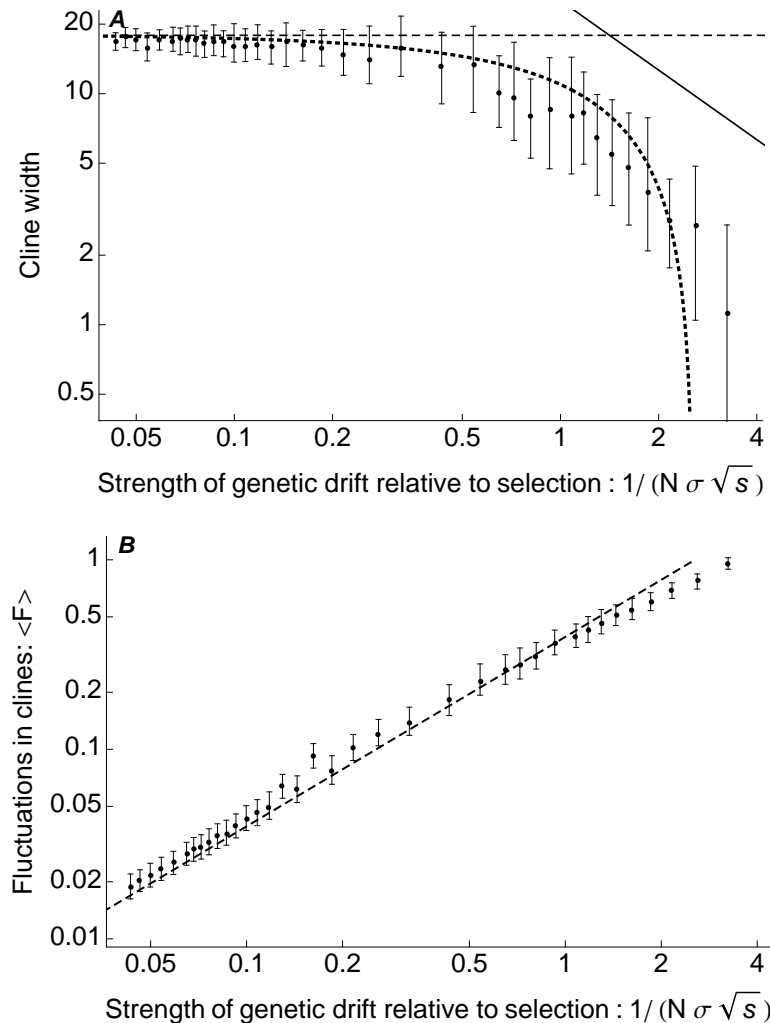 A
20
10
5
2
1
0.5
Cline width
0.05 0.1 0.2 0.5 1 2 4
Strength of genetic drift relative to selection : 1/ (N σ √s )
B
1
0.5
0.2
0.1
0.05
0.02
0.01
Fluctuations in clines: <F>
0.05 0.1 0.2 0.5 1 2 4
Strength of genetic drift relative to selection : 1/ (N σ √s )